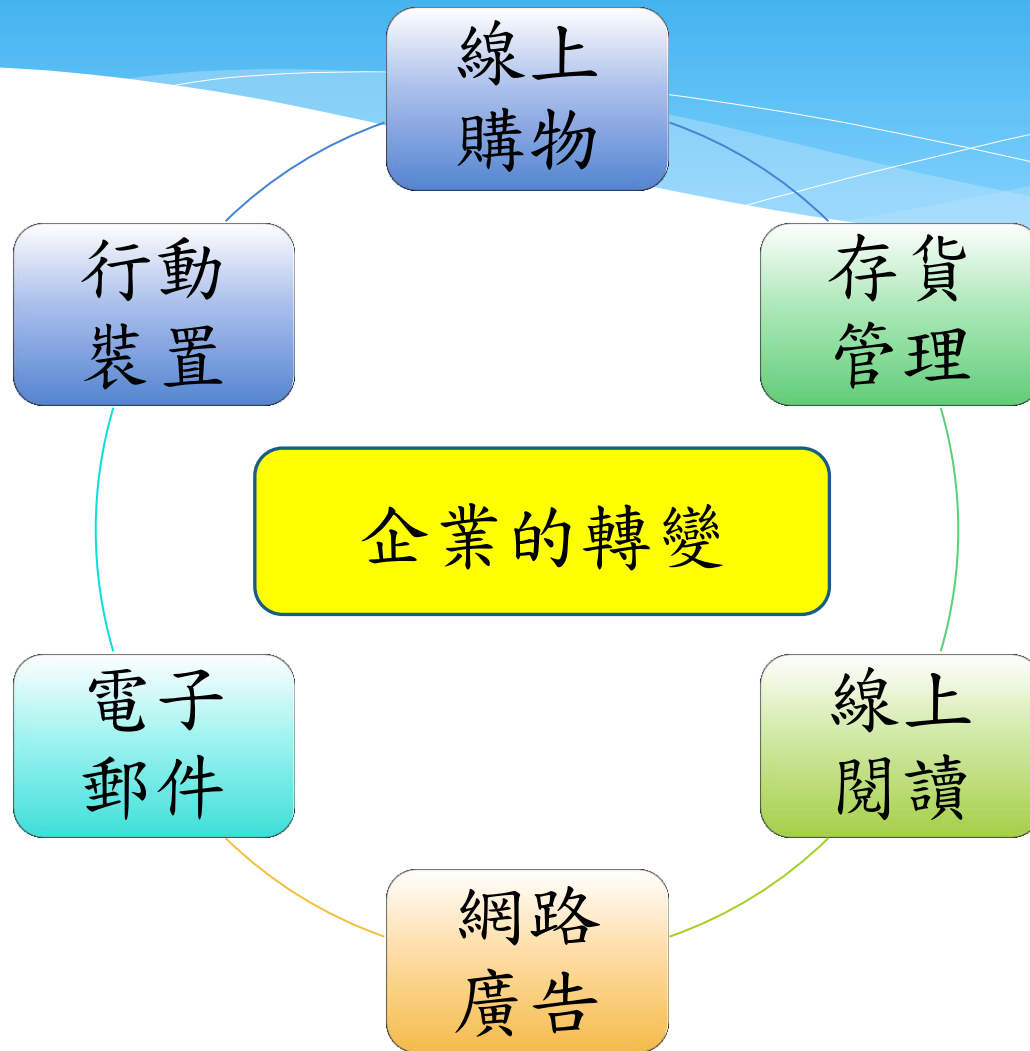 線上
購物
行動
裝置
存貨
管理
企業的轉變
電子
郵件
線上
閱讀
網路
廣告